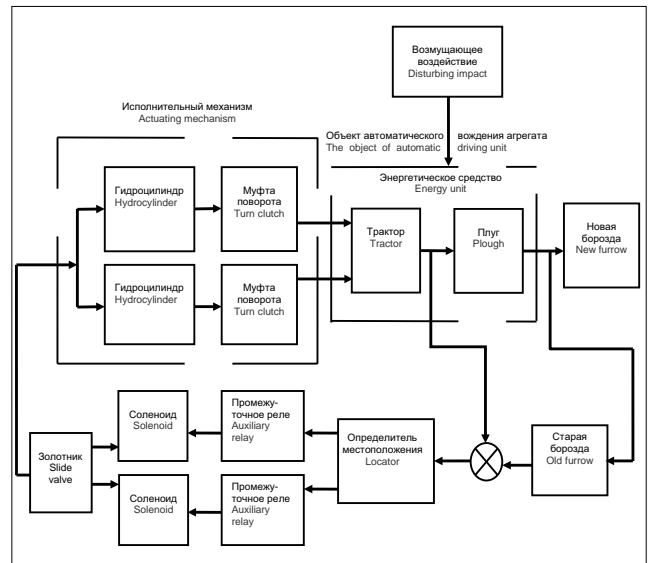 Возмущающее
воздействие
Disturbing impact
Исполнительный механизм
Actuating mechanism
Объект автоматического вождения агрегата
The object of automatic driving unit
Энергетическое средство
Energy unit
Гидроцилиндр
Hydrocylinder
Муфта
поворота
Turn clutch
Трактор
Tractor
Плуг
Plough
Новая
борозда
New furrow
Гидроцилиндр
Hydrocylinder
Муфта
поворота
Turn clutch
Золотник
Slide
valve
Соленоид
Solenoid
Промежу-
точное реле
Auxiliary
relay
Определитель
местоположения
Locator
Старая
борозда
Old furrow
Соленоид
Solenoid
Промежу-
точное реле
Auxiliary
relay